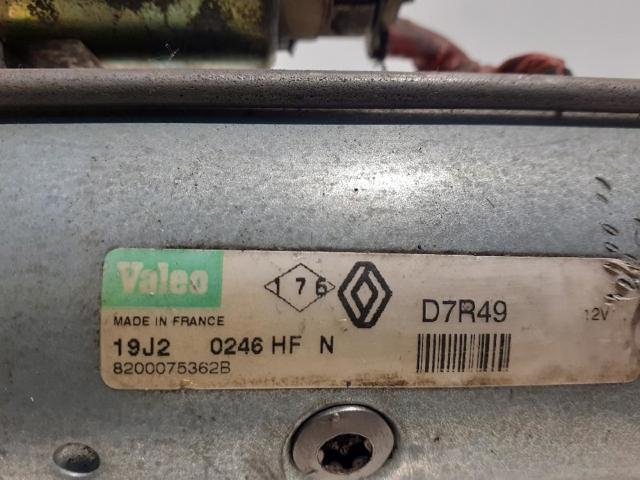 Valeo
176
D7R49
12V
MADE IN FRANCE
19J2 0246 HF N
8200075362B